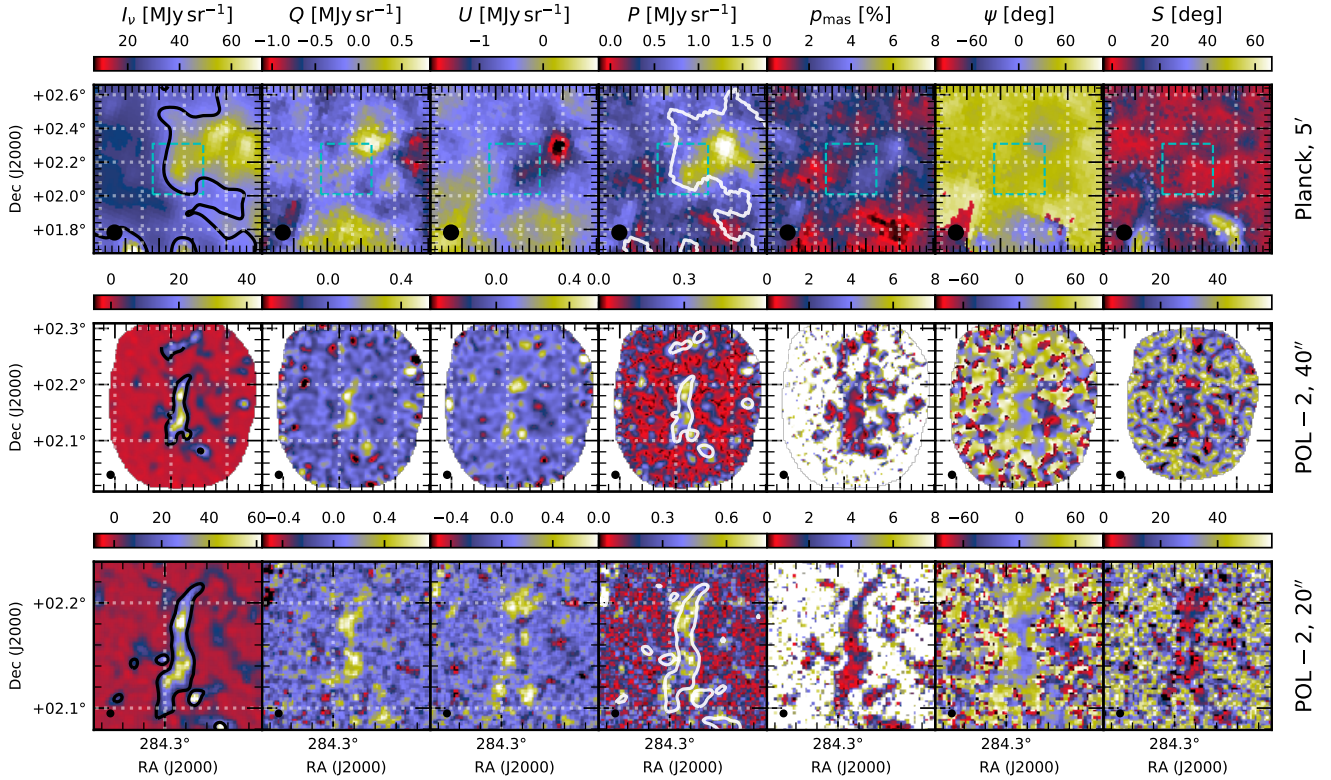 I_ν [MJy sr⁻¹] Q [MJy sr⁻¹] U [MJy sr⁻¹] P [MJy sr⁻¹] p_mas [%] ψ [deg] S [deg]
20 40 60 −1.0 −0.5 0.0 0.5 −1 0 0.0 0.5 1.0 1.5 0 2 4 6 8 −60 0 60 0 20 40 60
+02.6°
+02.4°
+02.2°
+02.0°
+01.8°
Dec (J2000)
Planck, 5′
0 20 40 0.0 0.4 0.0 0.4 0.0 0.3 0 2 4 6 8 −60 0 60 0 20 40
+02.3°
+02.2°
+02.1°
Dec (J2000)
POL − 2, 40″
0 20 40 60 −0.4 0.0 0.4 −0.4 0.0 0.4 0.0 0.3 0.6 0 2 4 6 8 −60 0 60 0 20 40
+02.2°
+02.1°
Dec (J2000)
POL − 2, 20″
284.3° 284.3° 284.3° 284.3° 284.3° 284.3° 284.3°
RA (J2000) RA (J2000) RA (J2000) RA (J2000) RA (J2000) RA (J2000) RA (J2000)